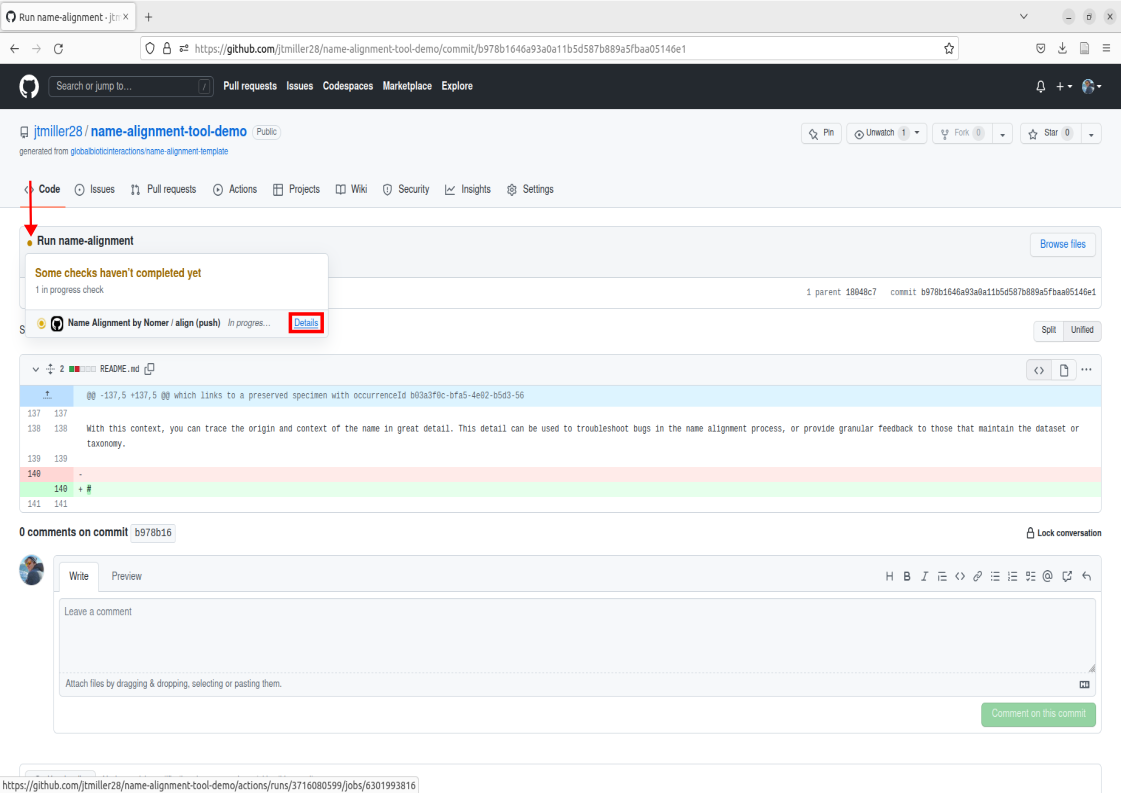 Run name-alignment · jtm
https://github.com/jtmiller28/name-alignment-tool-demo/commit/b978b1646a93a0a11b5d587b889a5fbaa05146e1
Search or jump to... / Pull requests Issues Codespaces Marketplace Explore
jtmiller28 / name-alignment-tool-demo Public
Pin Unwatch 1 Fork 0 Star 0
generated from globalbioticinteractions/name-alignment-template
Code Issues Pull requests Actions Projects Wiki Security Insights Settings
Run name-alignment
Browse files
Some checks haven't completed yet
1 in progress check
1 parent 18048c7 commit b978b1646a93a0a11b5d587b889a5fbaa05146e1
Name Alignment by Nomer / align (push) In progres... Details
S
Split Unified
2 README.md
@@ -137,5 +137,5 @@ which links to a preserved specimen with occurrenceId b03a3f0c-bfa5-4e02-b5d3-56
137 137
138 138 With this context, you can trace the origin and context of the name in great detail. This detail can be used to troubleshoot bugs in the name alignment process, or provide granular feedback to those that maintain the dataset or
taxonomy.
139 139
140 -
140 + #
141 141
0 comments on commit b978b16
Lock conversation
Write Preview
Leave a comment
Attach files by dragging & dropping, selecting or pasting them.
Comment on this commit
https://github.com/jtmiller28/name-alignment-tool-demo/actions/runs/3716080599/jobs/6301993816